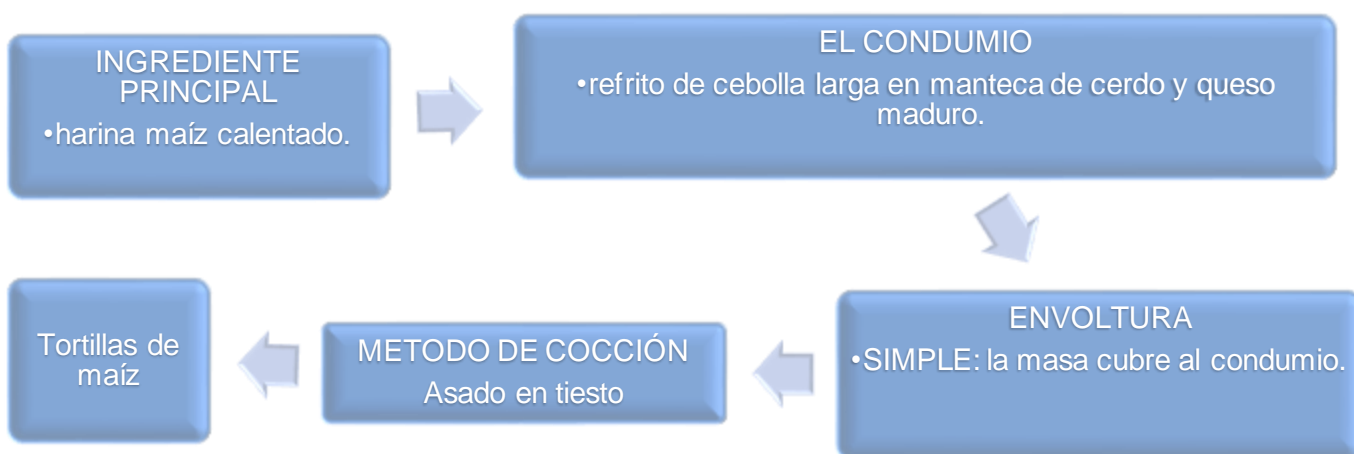 INGREDIENTE
PRINCIPAL
•harina maíz calentado.
EL CONDUMIO
•refrito de cebolla larga en manteca de cerdo y queso
maduro.
ENVOLTURA
•SIMPLE: la masa cubre al condumio.
METODO DE COCCIÓN
Asado en tiesto
Tortillas de
maíz